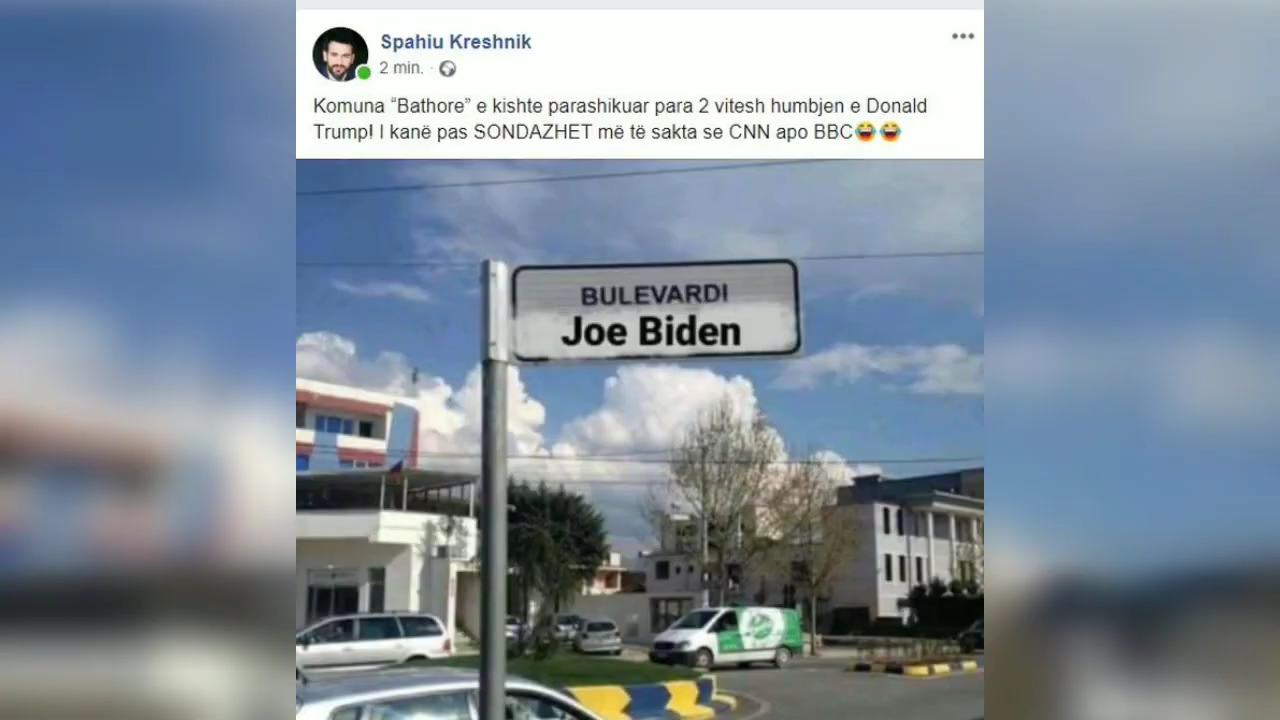 Spahiu Kreshnik
2 min.
Komuna “Bathore” e kishte parashikuar para 2 vitesh humbjen e Donald
Trump! I kanë pas SONDAZHET më të sakta se CNN apo BBC😂😂
BULEVARDI
Joe Biden